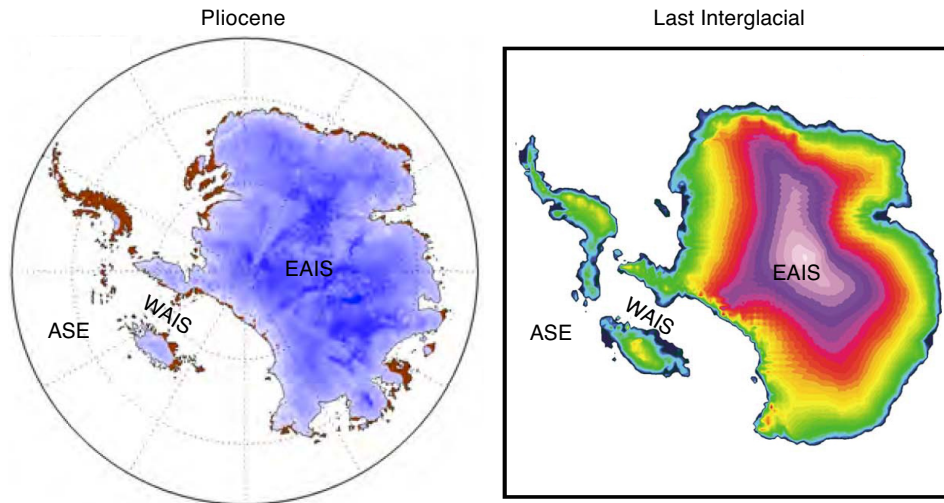 Pliocene
Last Interglacial
EAIS
WAIS
ASE
EAIS
WAIS
ASE